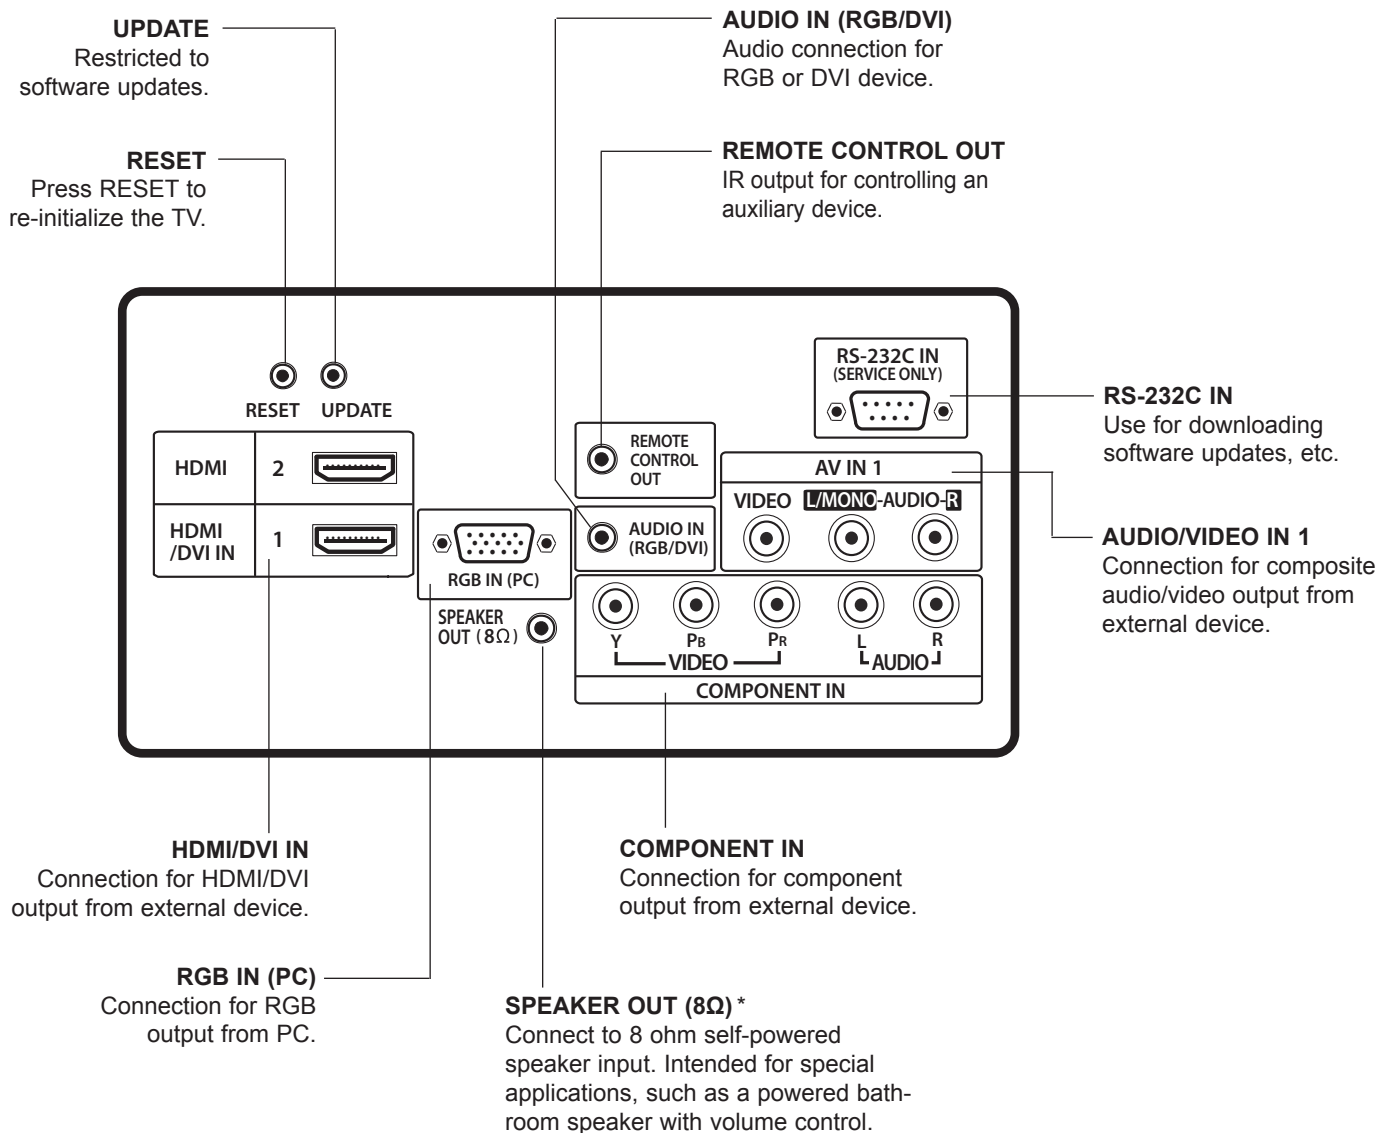 UPDATE
Restricted to
software updates.
RESET
Press RESET to
re-initialize the TV.
AUDIO IN (RGB/DVI)
Audio connection for
RGB or DVI device.
REMOTE CONTROL OUT
IR output for controlling an
auxiliary device.
RESET UPDATE
HDMI 2
HDMI
/DVI IN 1
RGB IN (PC)
SPEAKER
OUT (8Ω)
REMOTE
CONTROL
OUT
AUDIO IN
(RGB/DVI)
RS-232C IN
(SERVICE ONLY)
AV IN 1
VIDEO L/MONO-AUDIO-R
Y PB PR L R
VIDEO AUDIO
COMPONENT IN
RS-232C IN
Use for downloading
software updates, etc.
AUDIO/VIDEO IN 1
Connection for composite
audio/video output from
external device.
HDMI/DVI IN
Connection for HDMI/DVI
output from external device.
RGB IN (PC)
Connection for RGB
output from PC.
COMPONENT IN
Connection for component
output from external device.
SPEAKER OUT (8Ω) *
Connect to 8 ohm self-powered
speaker input. Intended for special
applications, such as a powered bath-
room speaker with volume control.